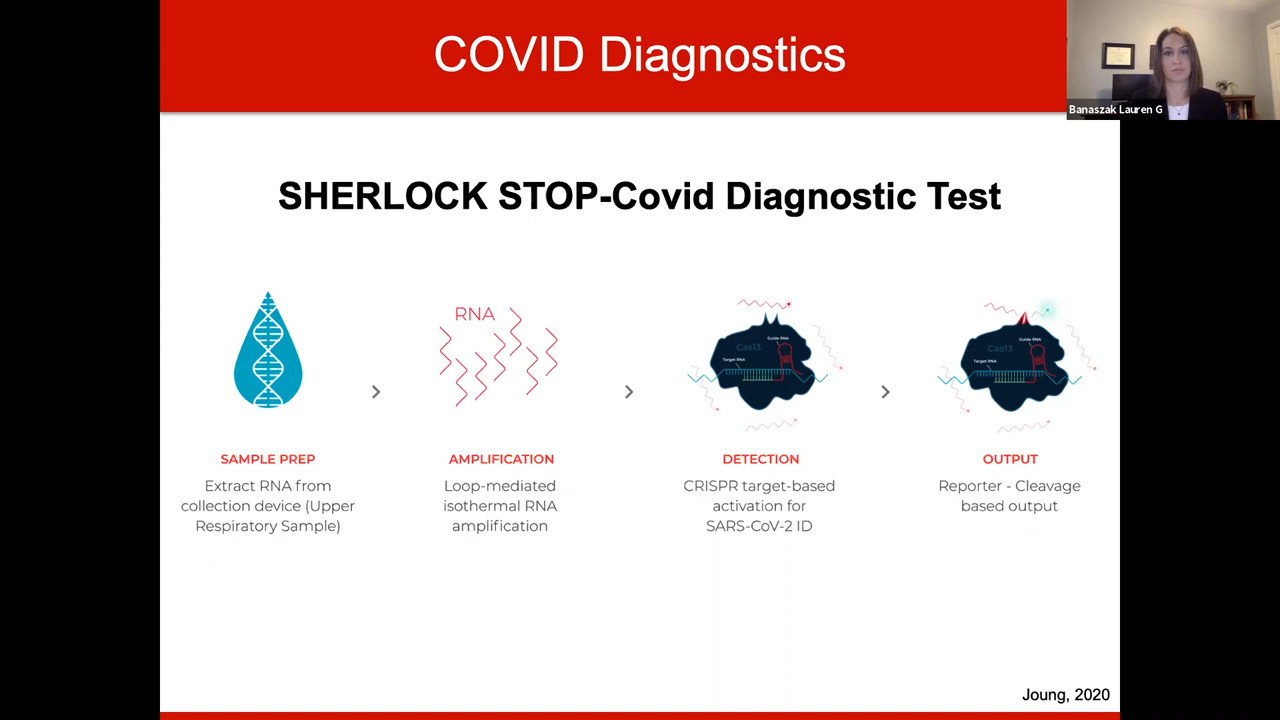 COVID Diagnostics
Banaszak Lauren G
SHERLOCK STOP-Covid Diagnostic Test
RNA
Cas13
Guide RNA
Target RNA
Cas13
Guide RNA
Target RNA
SAMPLE PREP
Extract RNA from
collection device (Upper
Respiratory Sample)
AMPLIFICATION
Loop-mediated
isothermal RNA
amplification
DETECTION
CRISPR target-based
activation for
SARS-CoV-2 ID
OUTPUT
Reporter - Cleavage
based output
Joung, 2020